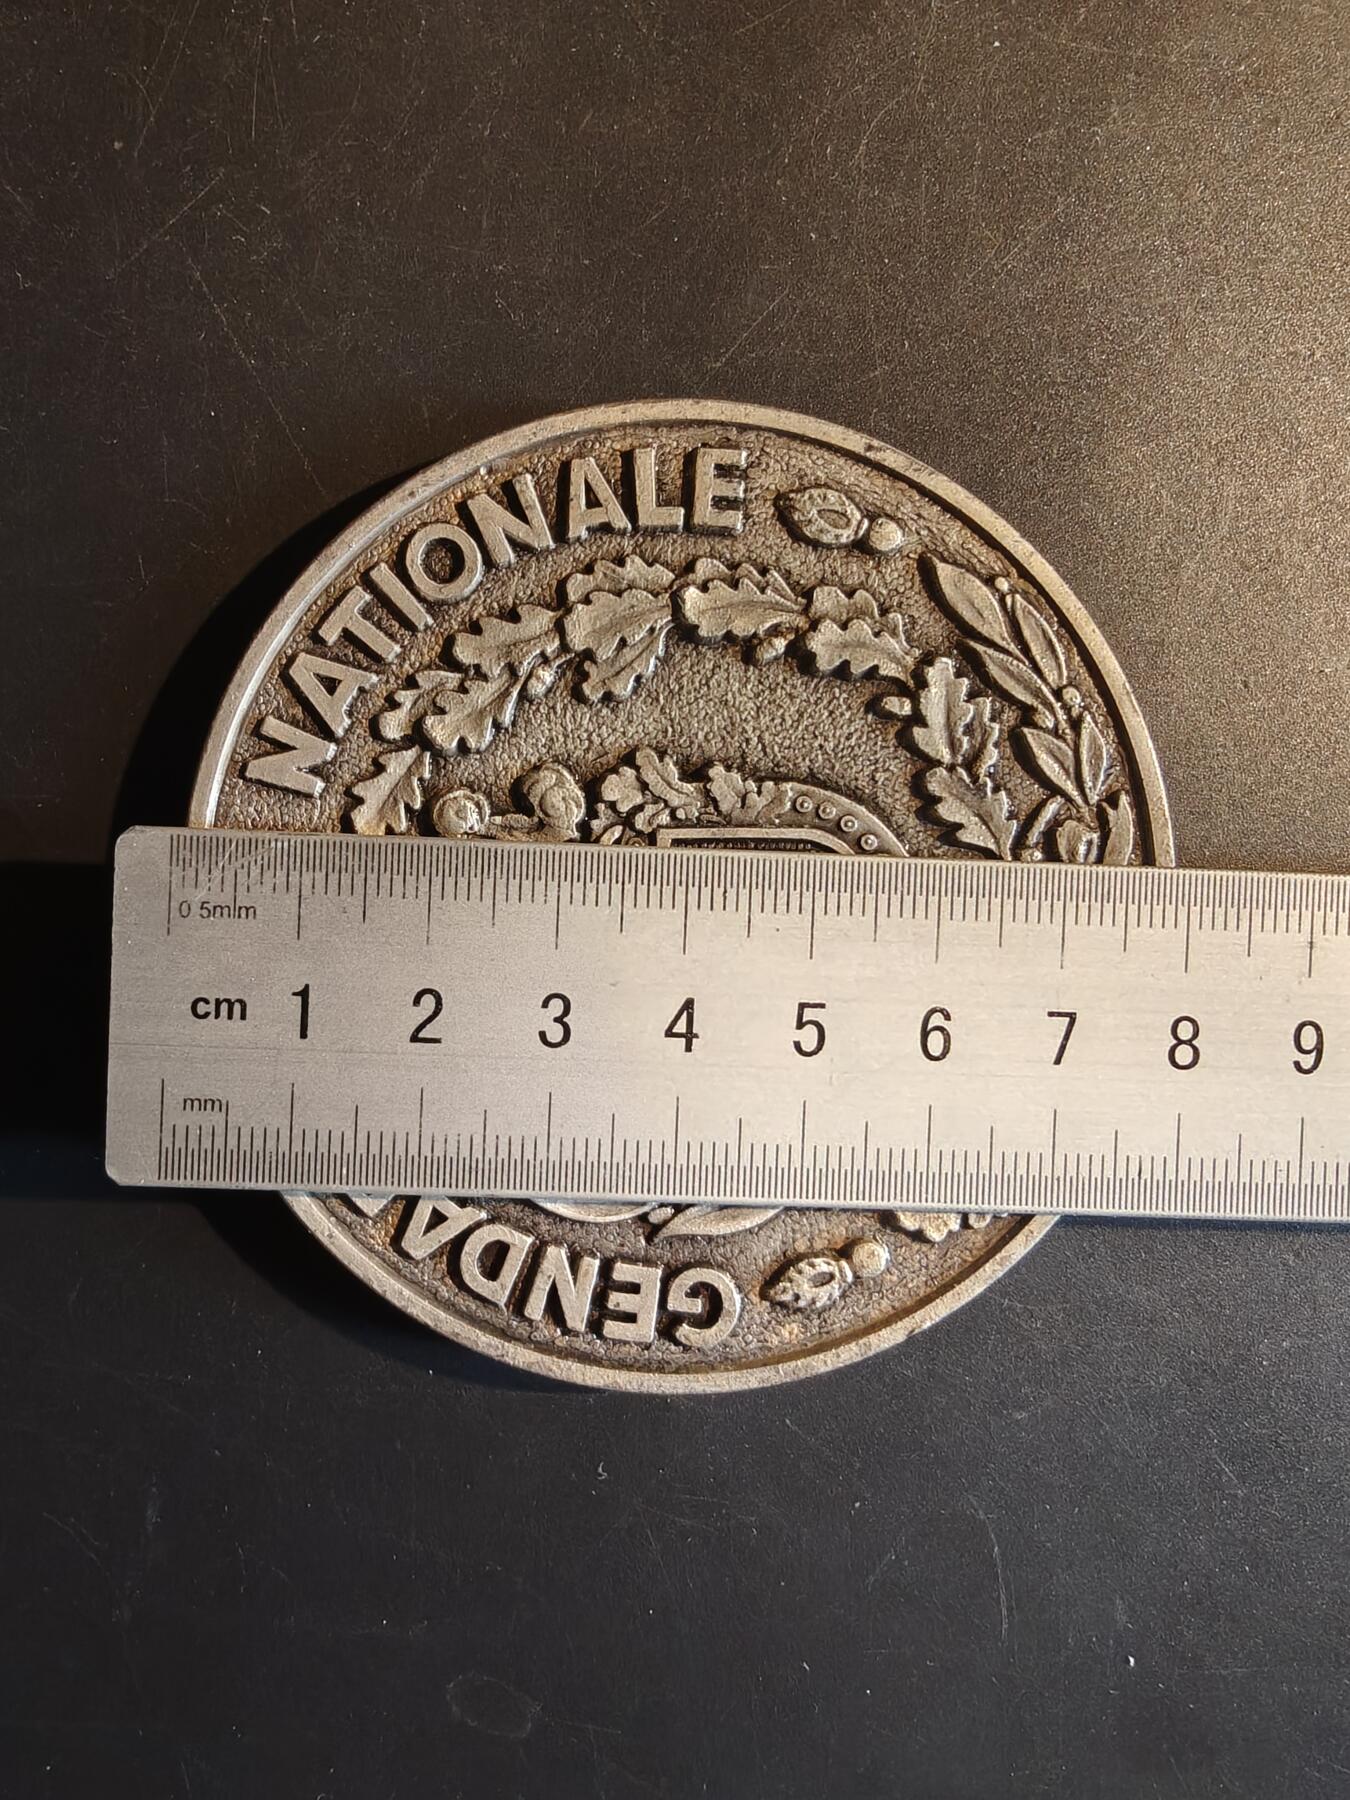 NATIONALE
0 5mm
cm 1 2 3 4 5 6 7 8 9
mm
GENDA